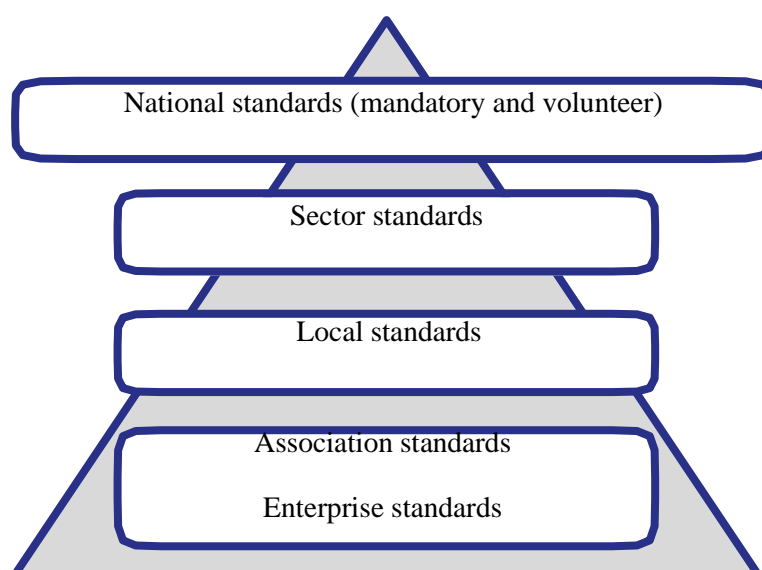 National standards (mandatory and volunteer)
Sector standards
Local standards
Association standards
Enterprise standards